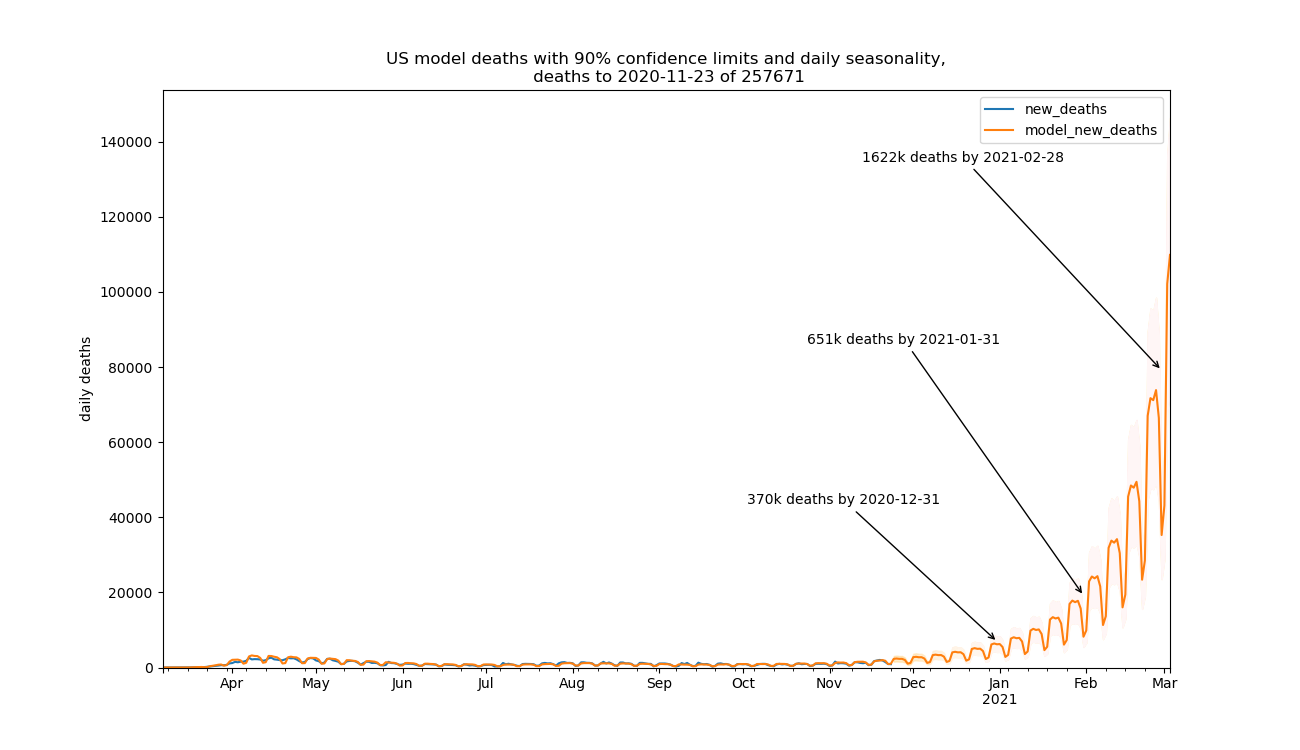 US model deaths with 90% confidence limits and daily seasonality,
deaths to 2020-11-23 of 257671
new_deaths
model_new_deaths
1622k deaths by 2021-02-28
651k deaths by 2021-01-31
370k deaths by 2020-12-31
daily deaths
140000
120000
100000
80000
60000
40000
20000
0
Apr May Jun Jul Aug Sep Oct Nov Dec Jan Feb Mar
2021